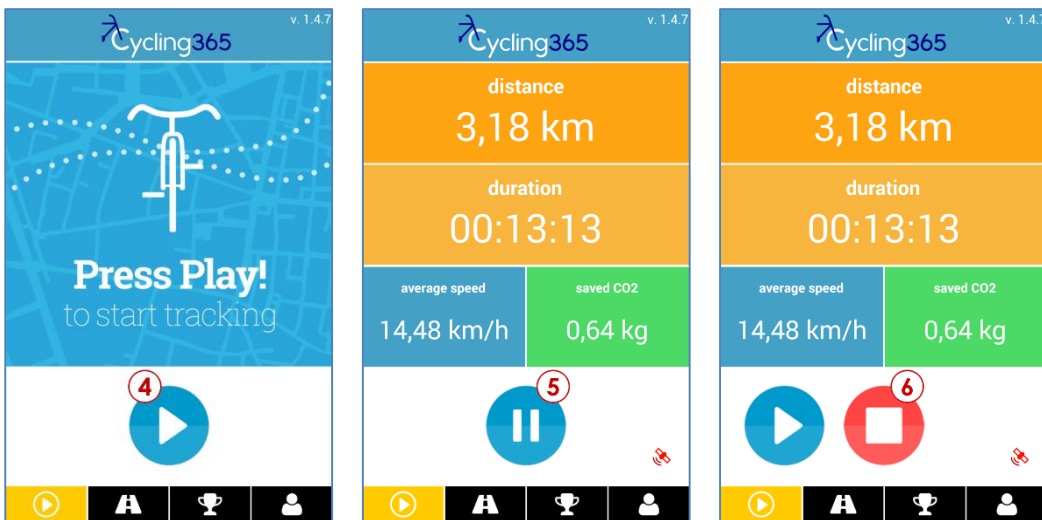 v. 1.4.7
Cycling365
Press Play!
to start tracking
4
v. 1.4.7
Cycling365
distance
3,18 km
duration
00:13:13
average speed
14,48 km/h
saved CO2
0,64 kg
5
v. 1.4.7
Cycling365
distance
3,18 km
duration
00:13:13
average speed
14,48 km/h
saved CO2
0,64 kg
6